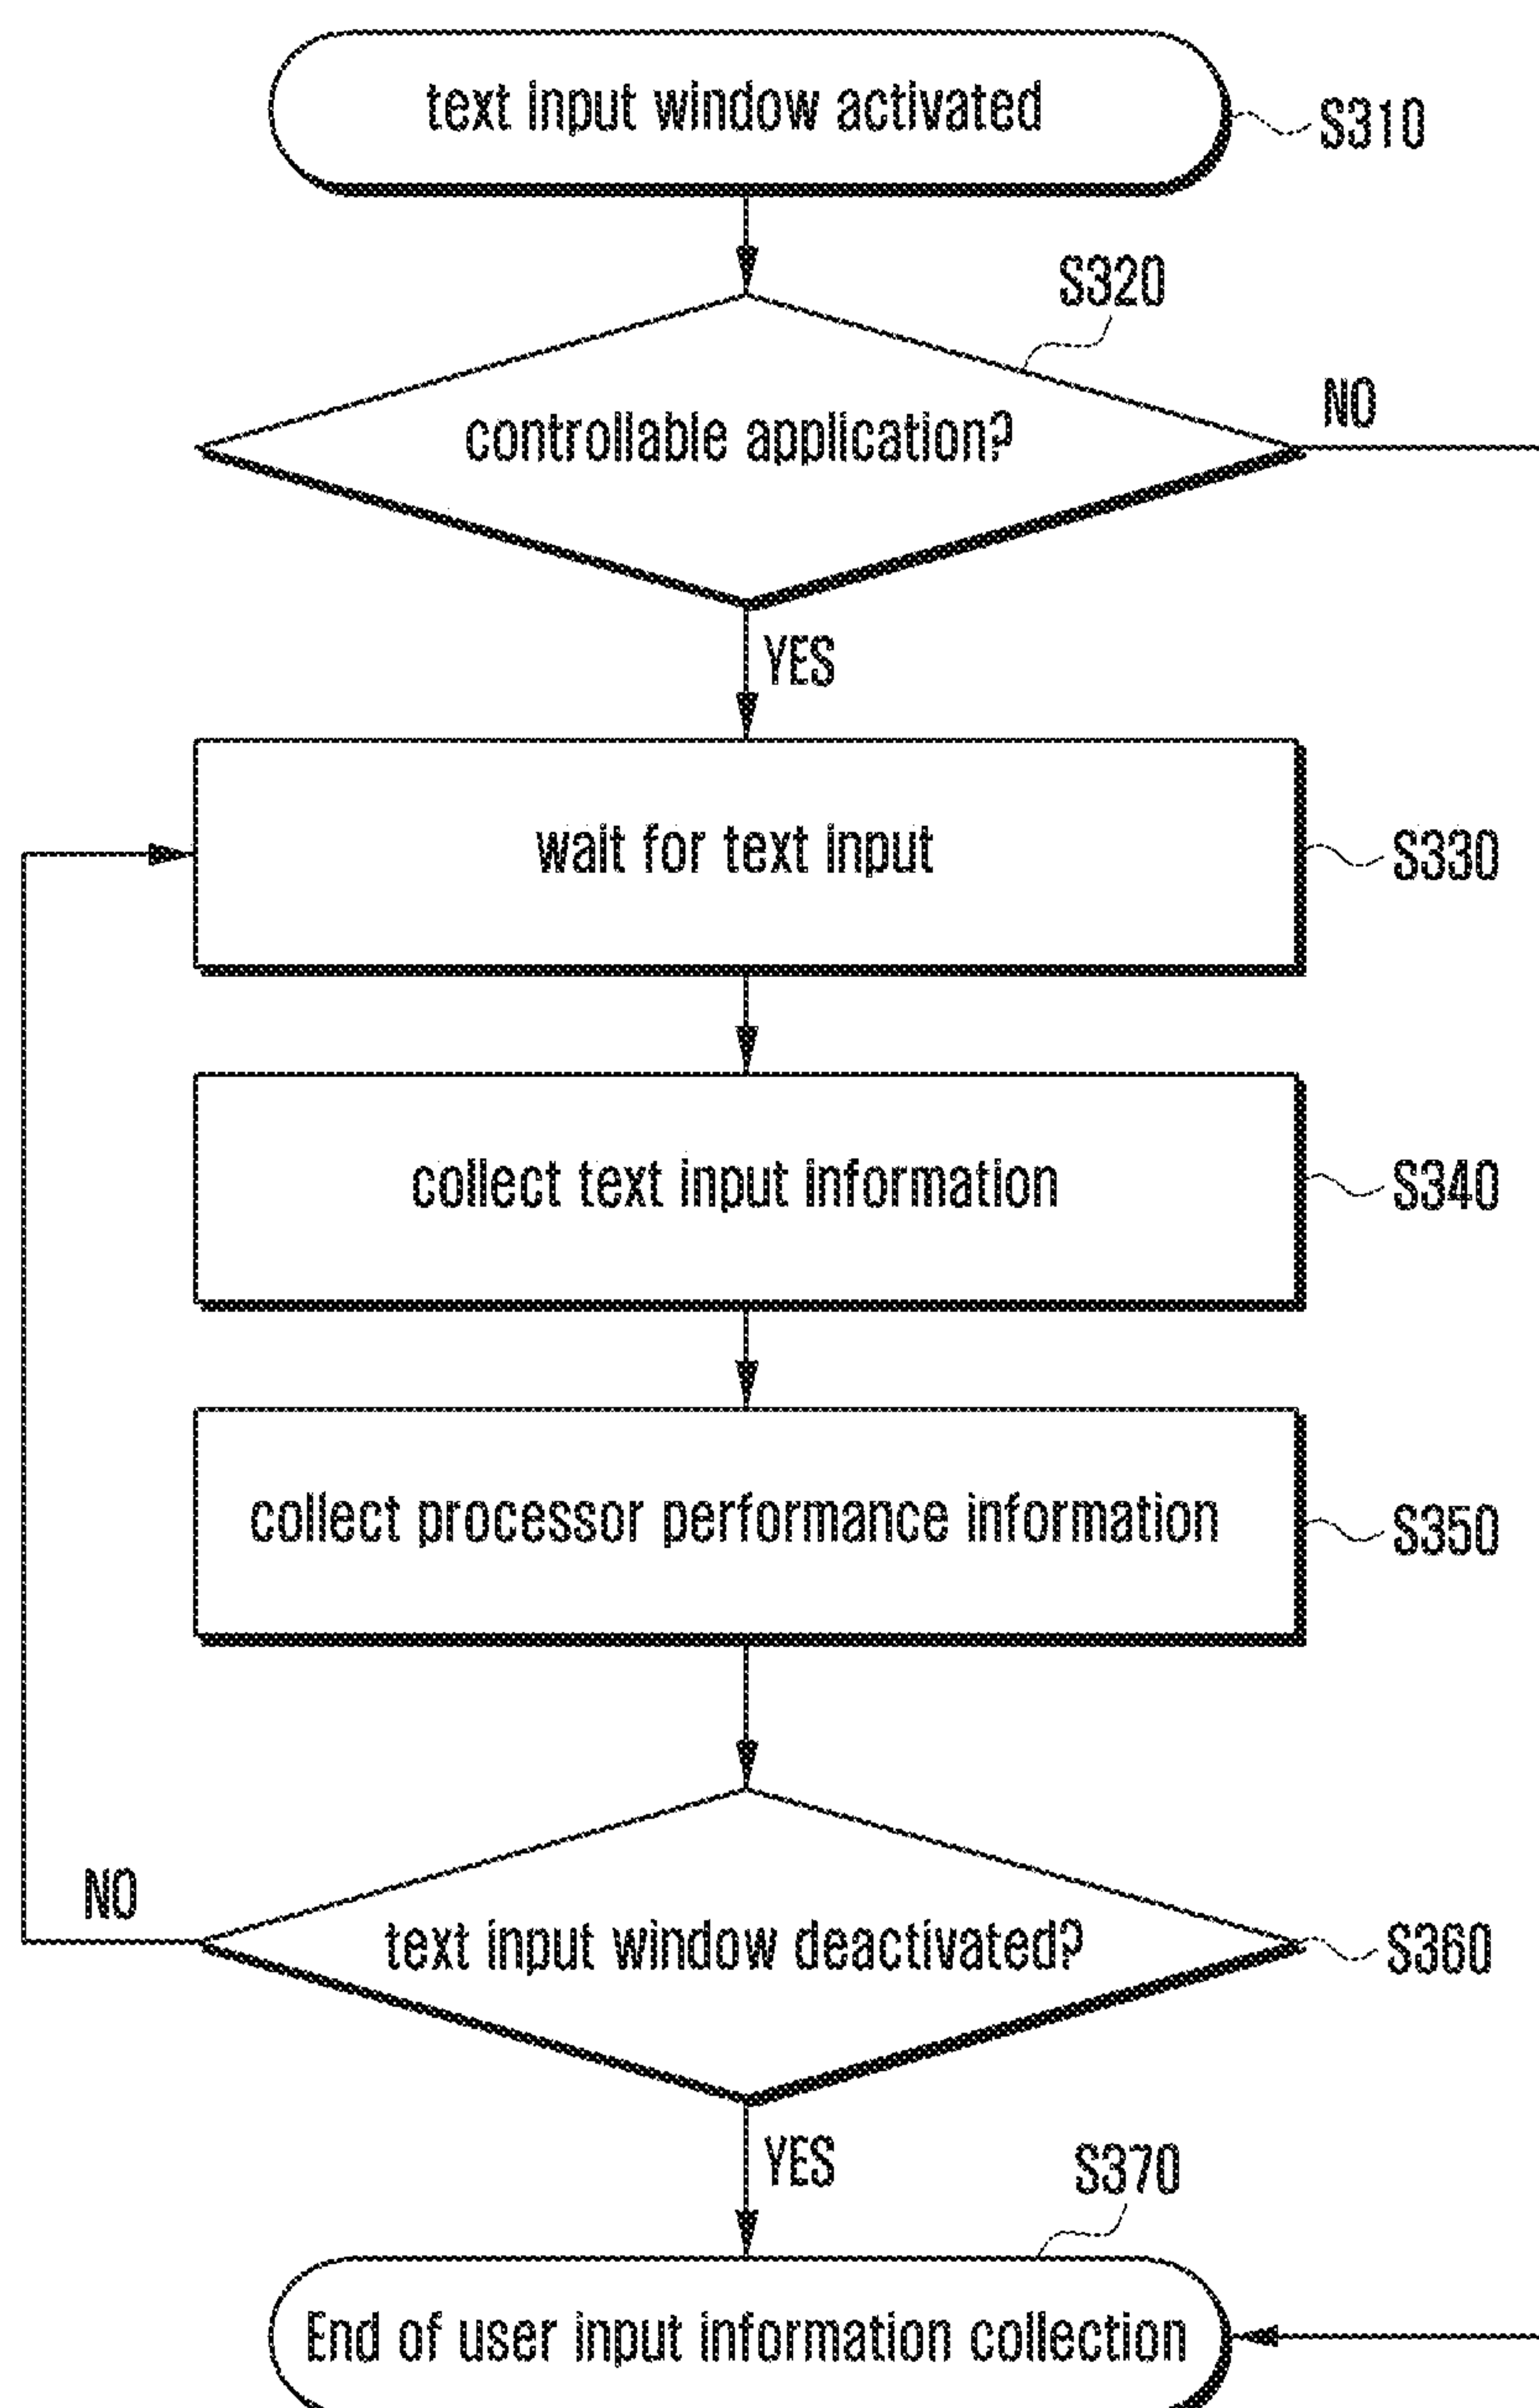 text input window activated
S310
S320
controllable application?
NO
YES
wait for text input
S330
collect text input information
S340
collect processor performance information
S350
NO
text input window deactivated?
S360
YES
S370
End of user input information collection